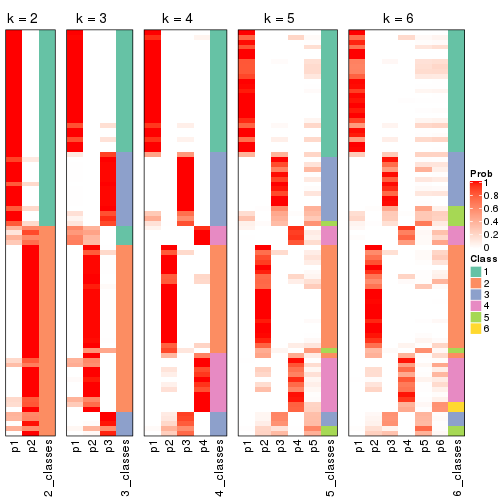 k = 2
k = 3
k = 4
k = 5
k = 6
p1
p2
2_classes
p1
p2
p3
3_classes
p1
p2
p3
p4
4_classes
p1
p2
p3
p4
p5
5_classes
p1
p2
p3
p4
p5
p6
6_classes
Prob
1
0.8
0.6
0.4
0.2
0
Class
1
2
3
4
5
6